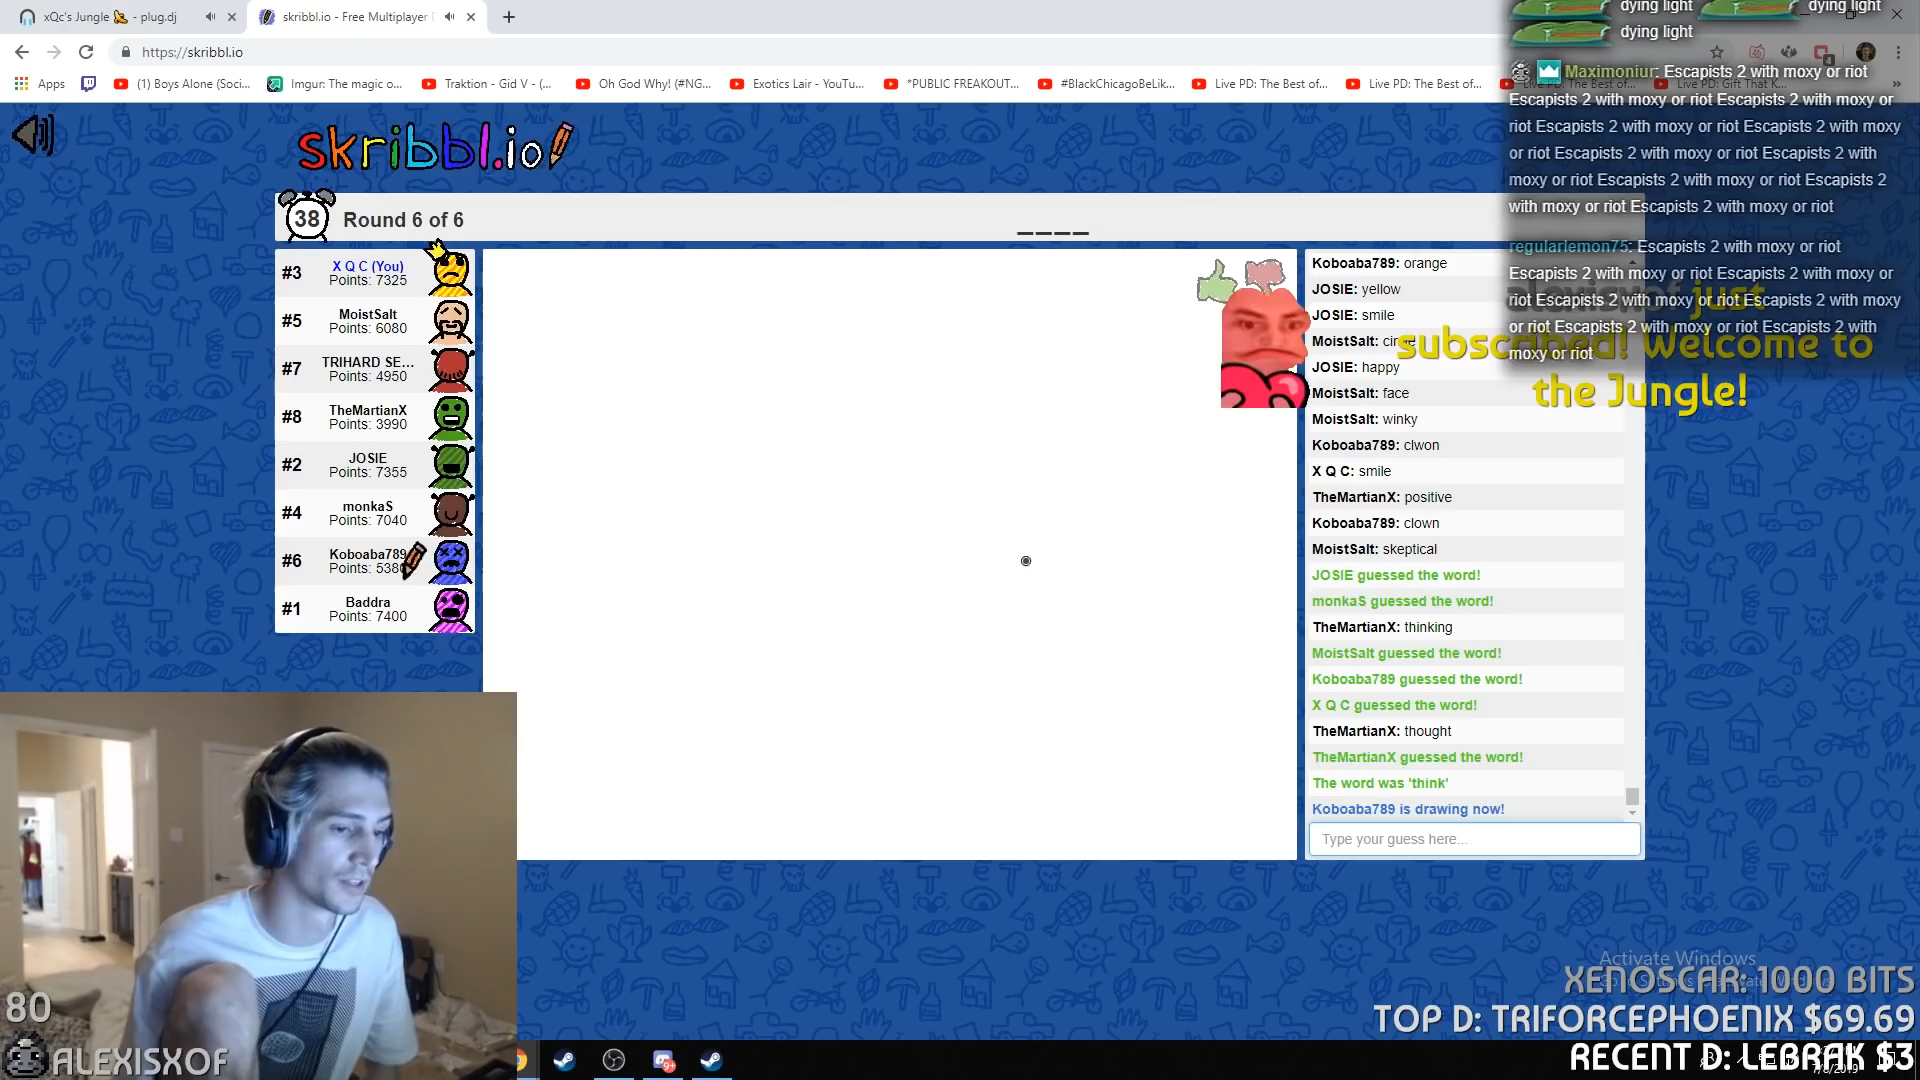 xQc's Jungle - plug.dj
skribbl.io - Free Multiplayer
https://skribbl.io
Apps
(1) Boys Alone (Soci...
Imgur: The magic o...
Traktion - Gid V - (...
Oh God Why! (#NG...
Exotics Lair - YouTu...
*PUBLIC FREAKOUT...
#BlackChicagoBeLik...
Live PD: The Best of...
Live PD: The Best of...
dying light
dying light
dying light
Maximoniur: Escapists 2 with moxy or riot
Escapists 2 with moxy or riot Escapists 2 with moxy or
riot Escapists 2 with moxy or riot Escapists 2 with moxy
or riot Escapists 2 with moxy or riot Escapists 2 with
moxy or riot Escapists 2 with moxy or riot Escapists 2
with moxy or riot Escapists 2 with moxy or riot
regularlemon75: Escapists 2 with moxy or riot
Escapists 2 with moxy or riot Escapists 2 with moxy or
riot Escapists 2 with moxy or riot Escapists 2 with moxy
or riot Escapists 2 with moxy or riot Escapists 2 with
moxy or riot
alexisxof just
subscribed! Welcome to
the Jungle!
skribbl.io
38
Round 6 of 6
____
#3
X Q C (You)
Points: 7325
#5
MoistSalt
Points: 6080
#7
TRIHARD SE...
Points: 4950
#8
TheMartianX
Points: 3990
#2
JOSIE
Points: 7355
#4
monkaS
Points: 7040
#6
Koboaba789
Points: 5380
#1
Baddra
Points: 7400
Koboaba789: orange
JOSIE: yellow
JOSIE: smile
MoistSalt: circle
JOSIE: happy
MoistSalt: face
MoistSalt: winky
Koboaba789: clwon
X Q C: smile
TheMartianX: positive
Koboaba789: clown
MoistSalt: skeptical
JOSIE guessed the word!
monkaS guessed the word!
TheMartianX: thinking
MoistSalt guessed the word!
Koboaba789 guessed the word!
X Q C guessed the word!
TheMartianX: thought
TheMartianX guessed the word!
The word was 'think'
Koboaba789 is drawing now!
Type your guess here...
Activate Windows
XENOSCAR: 1000 BITS
TOP D: TRIFORCEPHOENIX $69.69
RECENT D: LEBRAK $3
80
ALEXISXOF
9+